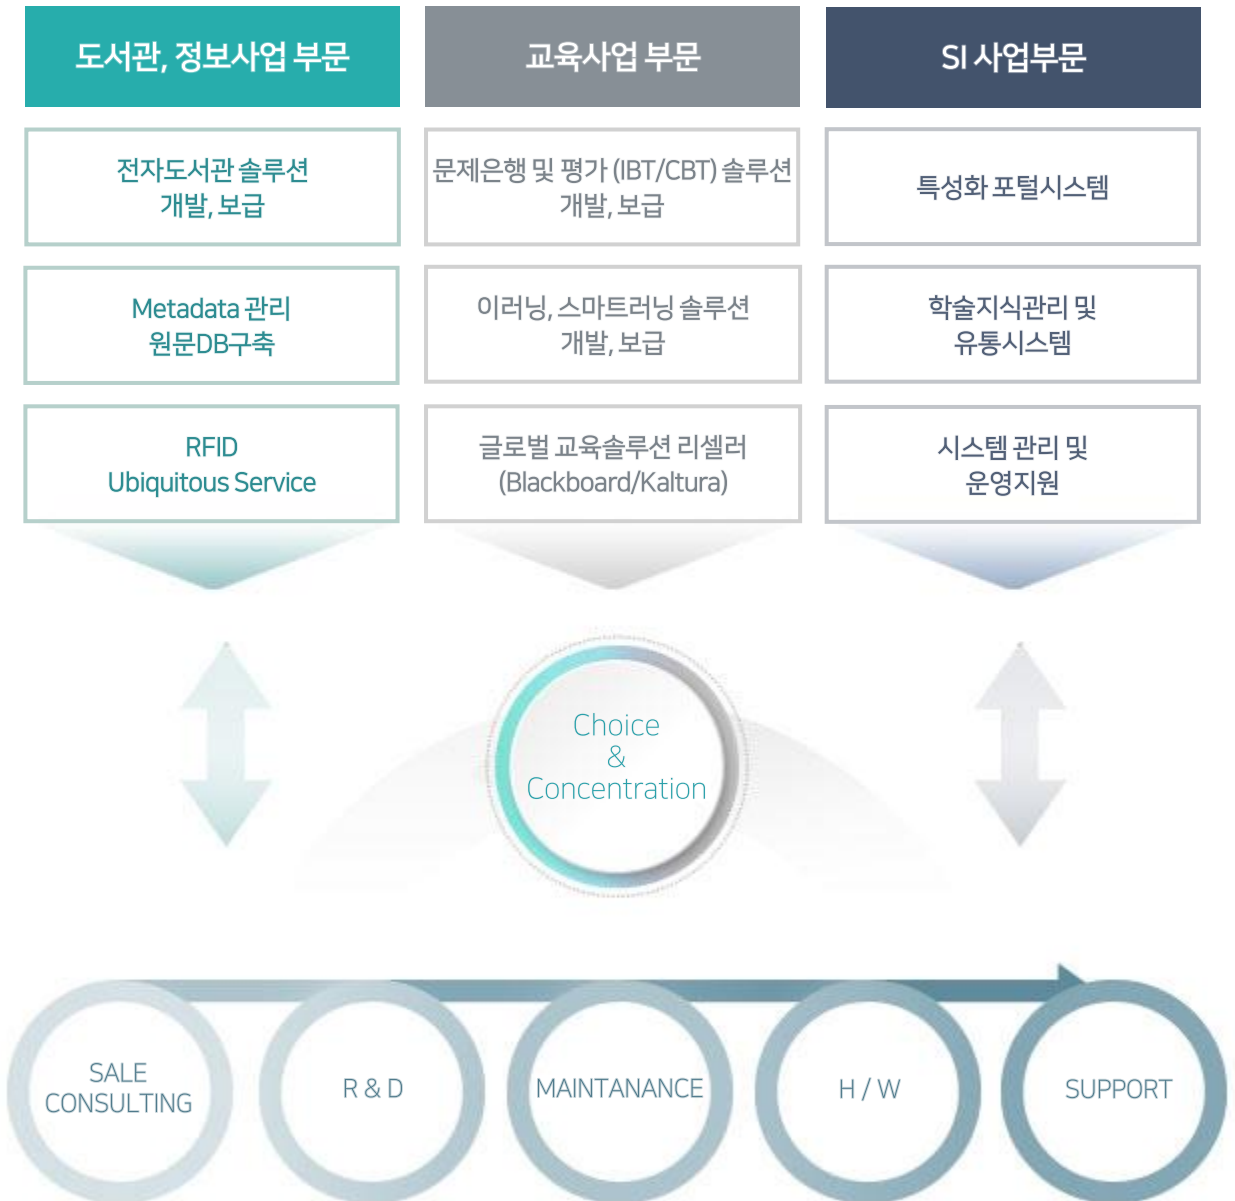 도서관, 정보사업 부문
교육사업 부문
SI 사업부문
전자도서관 솔루션
개발, 보급
문제은행 및 평가 (IBT/CBT) 솔루션
개발, 보급
특성화 포털시스템
Metadata 관리
원문DB구축
이러닝, 스마트러닝 솔루션
개발, 보급
학술지식관리 및
유통시스템
RFID
Ubiquitous Service
글로벌 교육솔루션 리셀러
(Blackboard/Kaltura)
시스템 관리 및
운영지원
Choice
&
Concentration
SALE
CONSULTING
R & D
MAINTANANCE
H / W
SUPPORT